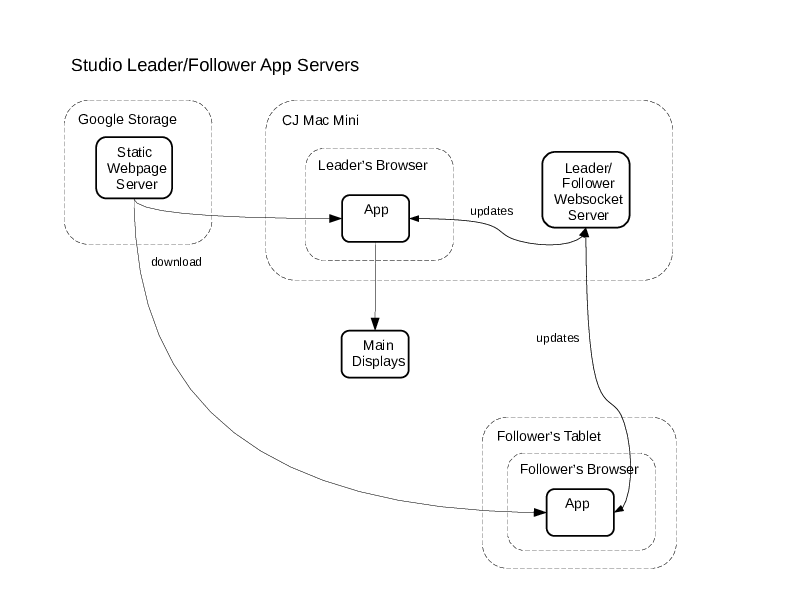 Studio Leader/Follower App Servers
Google Storage
Static
Webpage
Server
CJ Mac Mini
Leader's Browser
App
updates
Leader/
Follower
Websocket
Server
download
Main
Displays
updates
Follower's Tablet
Follower's Browser
App